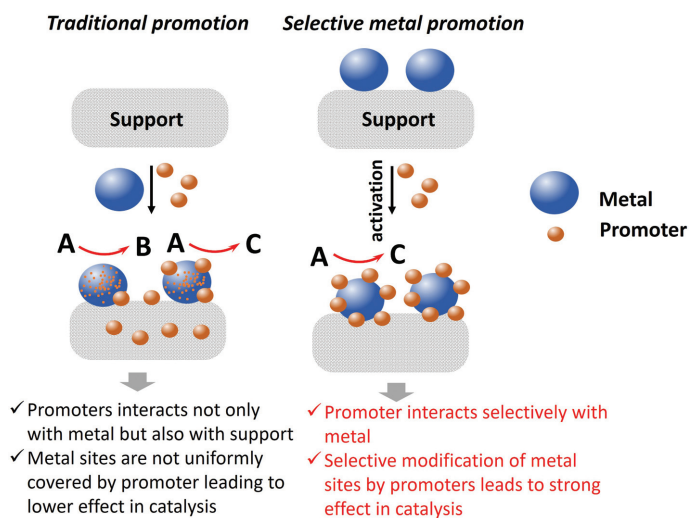 Traditional promotion
Selective metal promotion
Support
Support
activation
Metal
Promoter
A
B
A
C
A
C
✓ Promoters interacts not only
with metal but also with support
✓ Metal sites are not uniformly
covered by promoter leading to
lower effect in catalysis
✓ Promoter interacts selectively with
metal
✓ Selective modification of metal
sites by promoters leads to strong
effect in catalysis